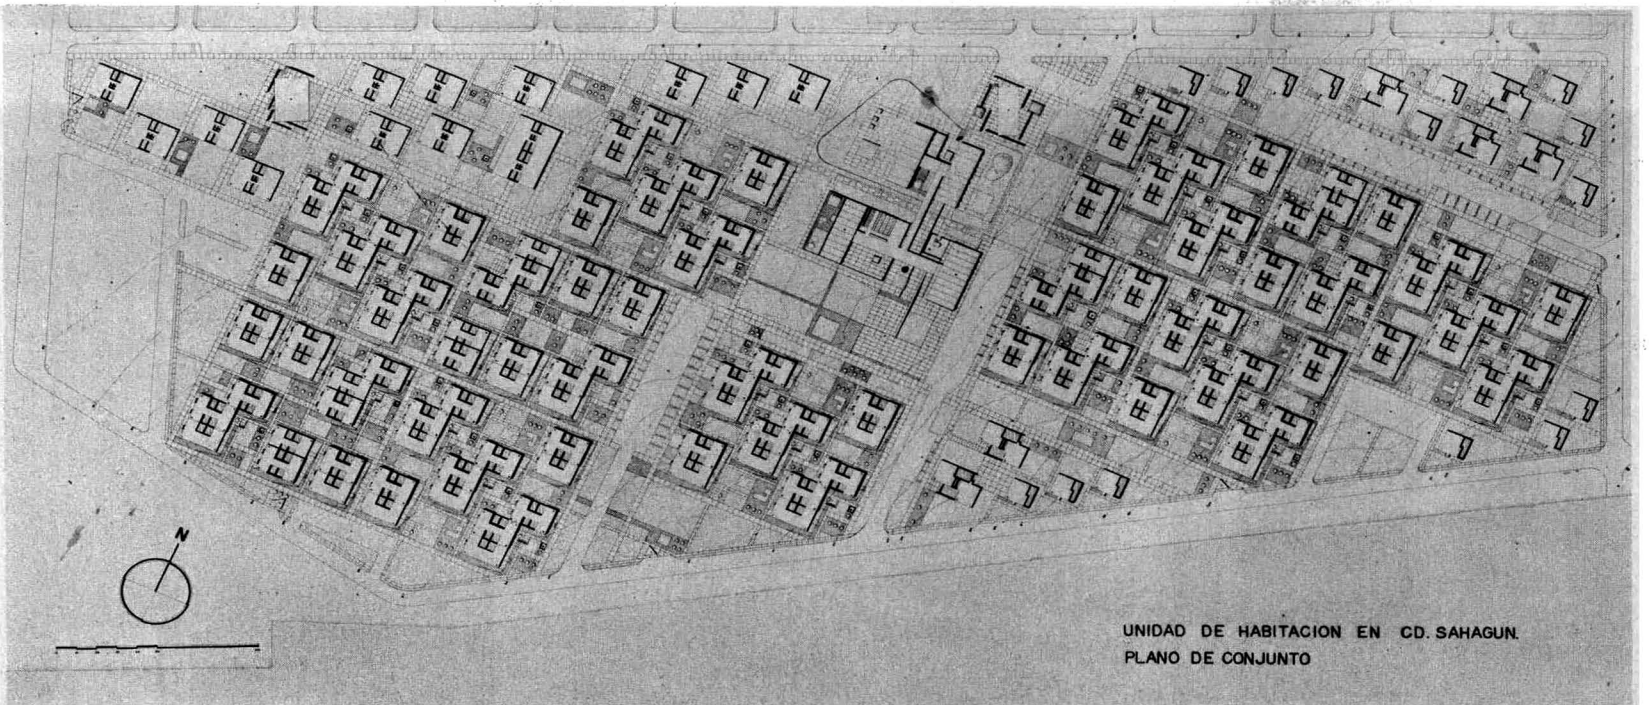 N
UNIDAD DE HABITACION EN CD. SAHAGUN.
PLANO DE CONJUNTO